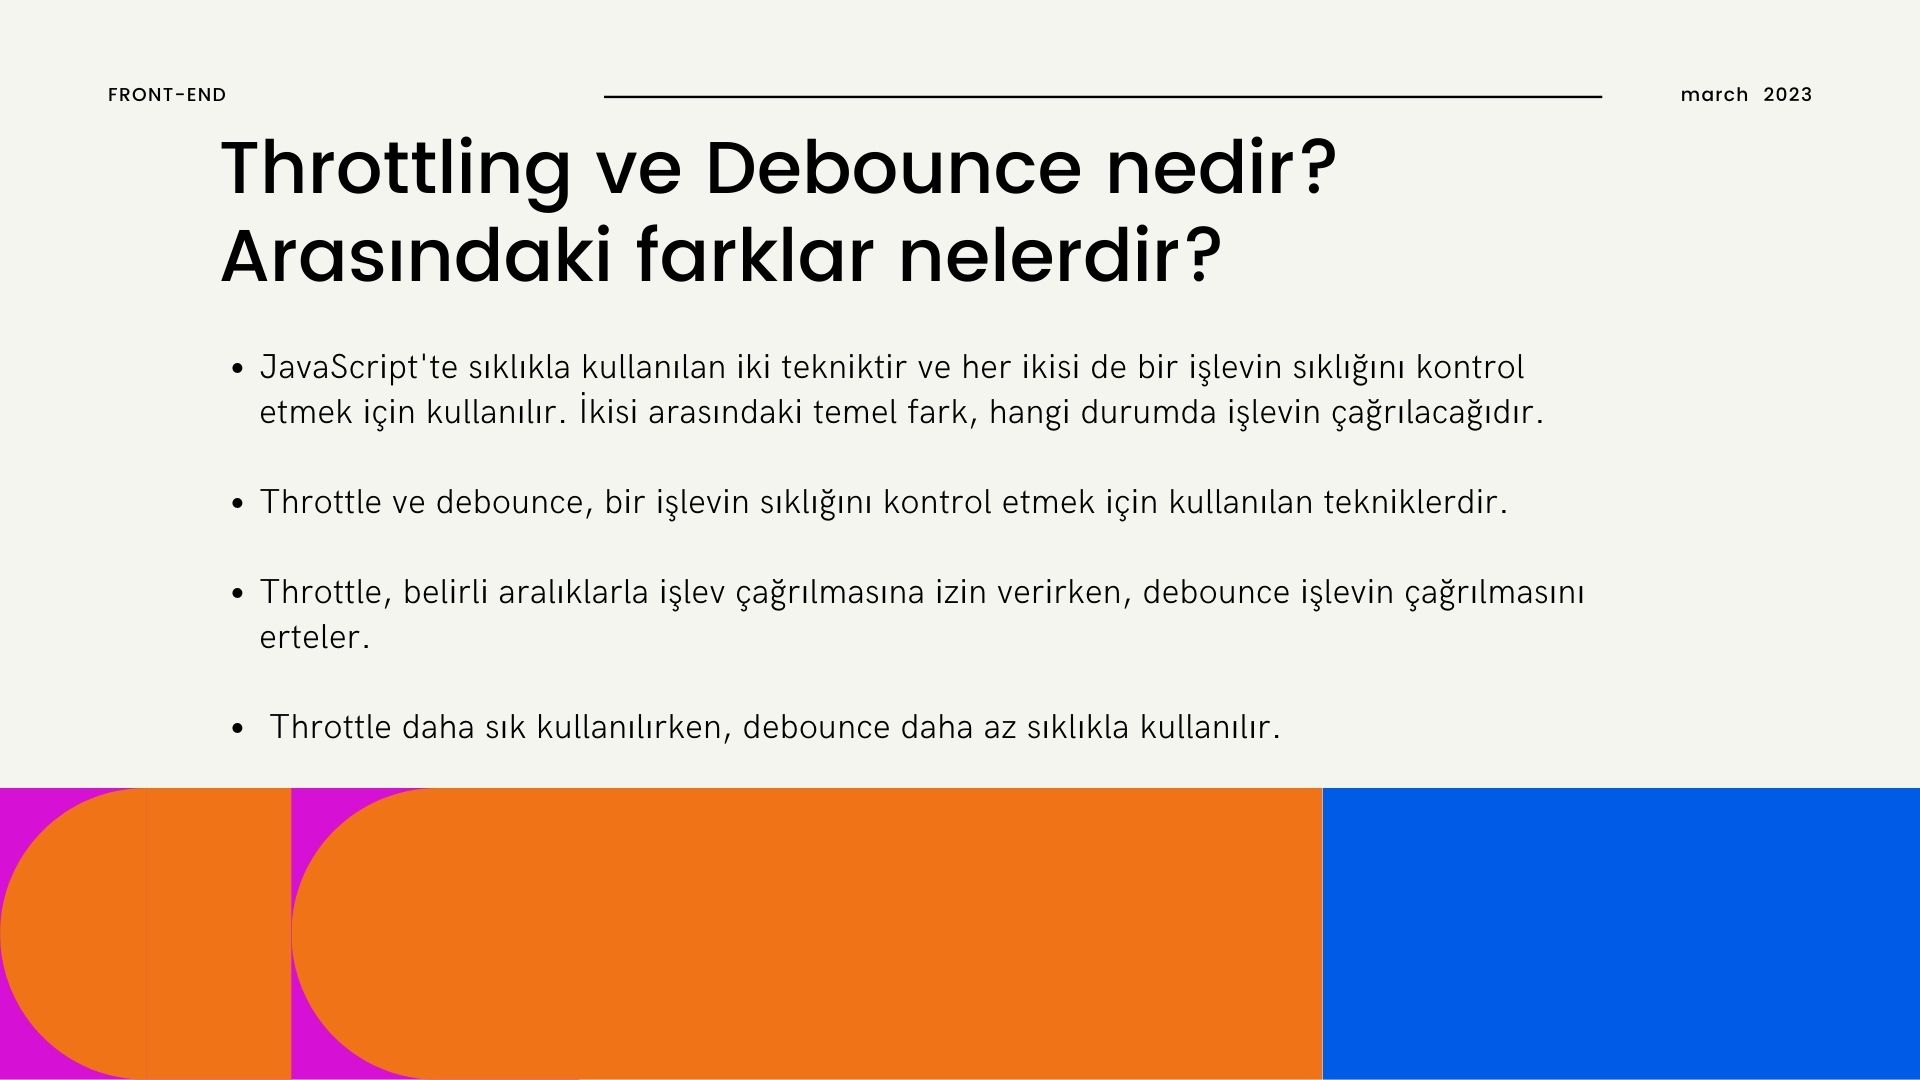 FRONT-END
march 2023
Throttling ve Debounce nedir?
Arasındaki farklar nelerdir?
• JavaScript'te sıklıkla kullanılan iki tekniktir ve her ikisi de bir işlevin sıklığını kontrol
etmek için kullanılır. İkisi arasındaki temel fark, hangi durumda işlevin çağrılacağıdır.
• Throttle ve debounce, bir işlevin sıklığını kontrol etmek için kullanılan tekniklerdir.
• Throttle, belirli aralıklarla işlev çağrılmasına izin verirken, debounce işlevin çağrılmasını
erteler.
• Throttle daha sık kullanılırken, debounce daha az sıklıkla kullanılır.